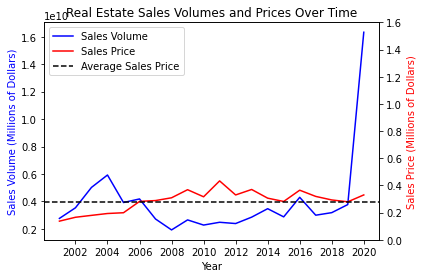 Real Estate Sales Volumes and Prices Over Time
1e10
Sales Volume
Sales Price
Average Sales Price
1.6
1.4
1.2
1.0
0.8
0.6
0.4
0.2
Sales Volume (Millions of Dollars)
1.6
1.4
1.2
1.0
0.8
0.6
0.4
0.2
0.0
Sales Price (Millions of Dollars)
2002 2004 2006 2008 2010 2012 2014 2016 2018 2020
Year